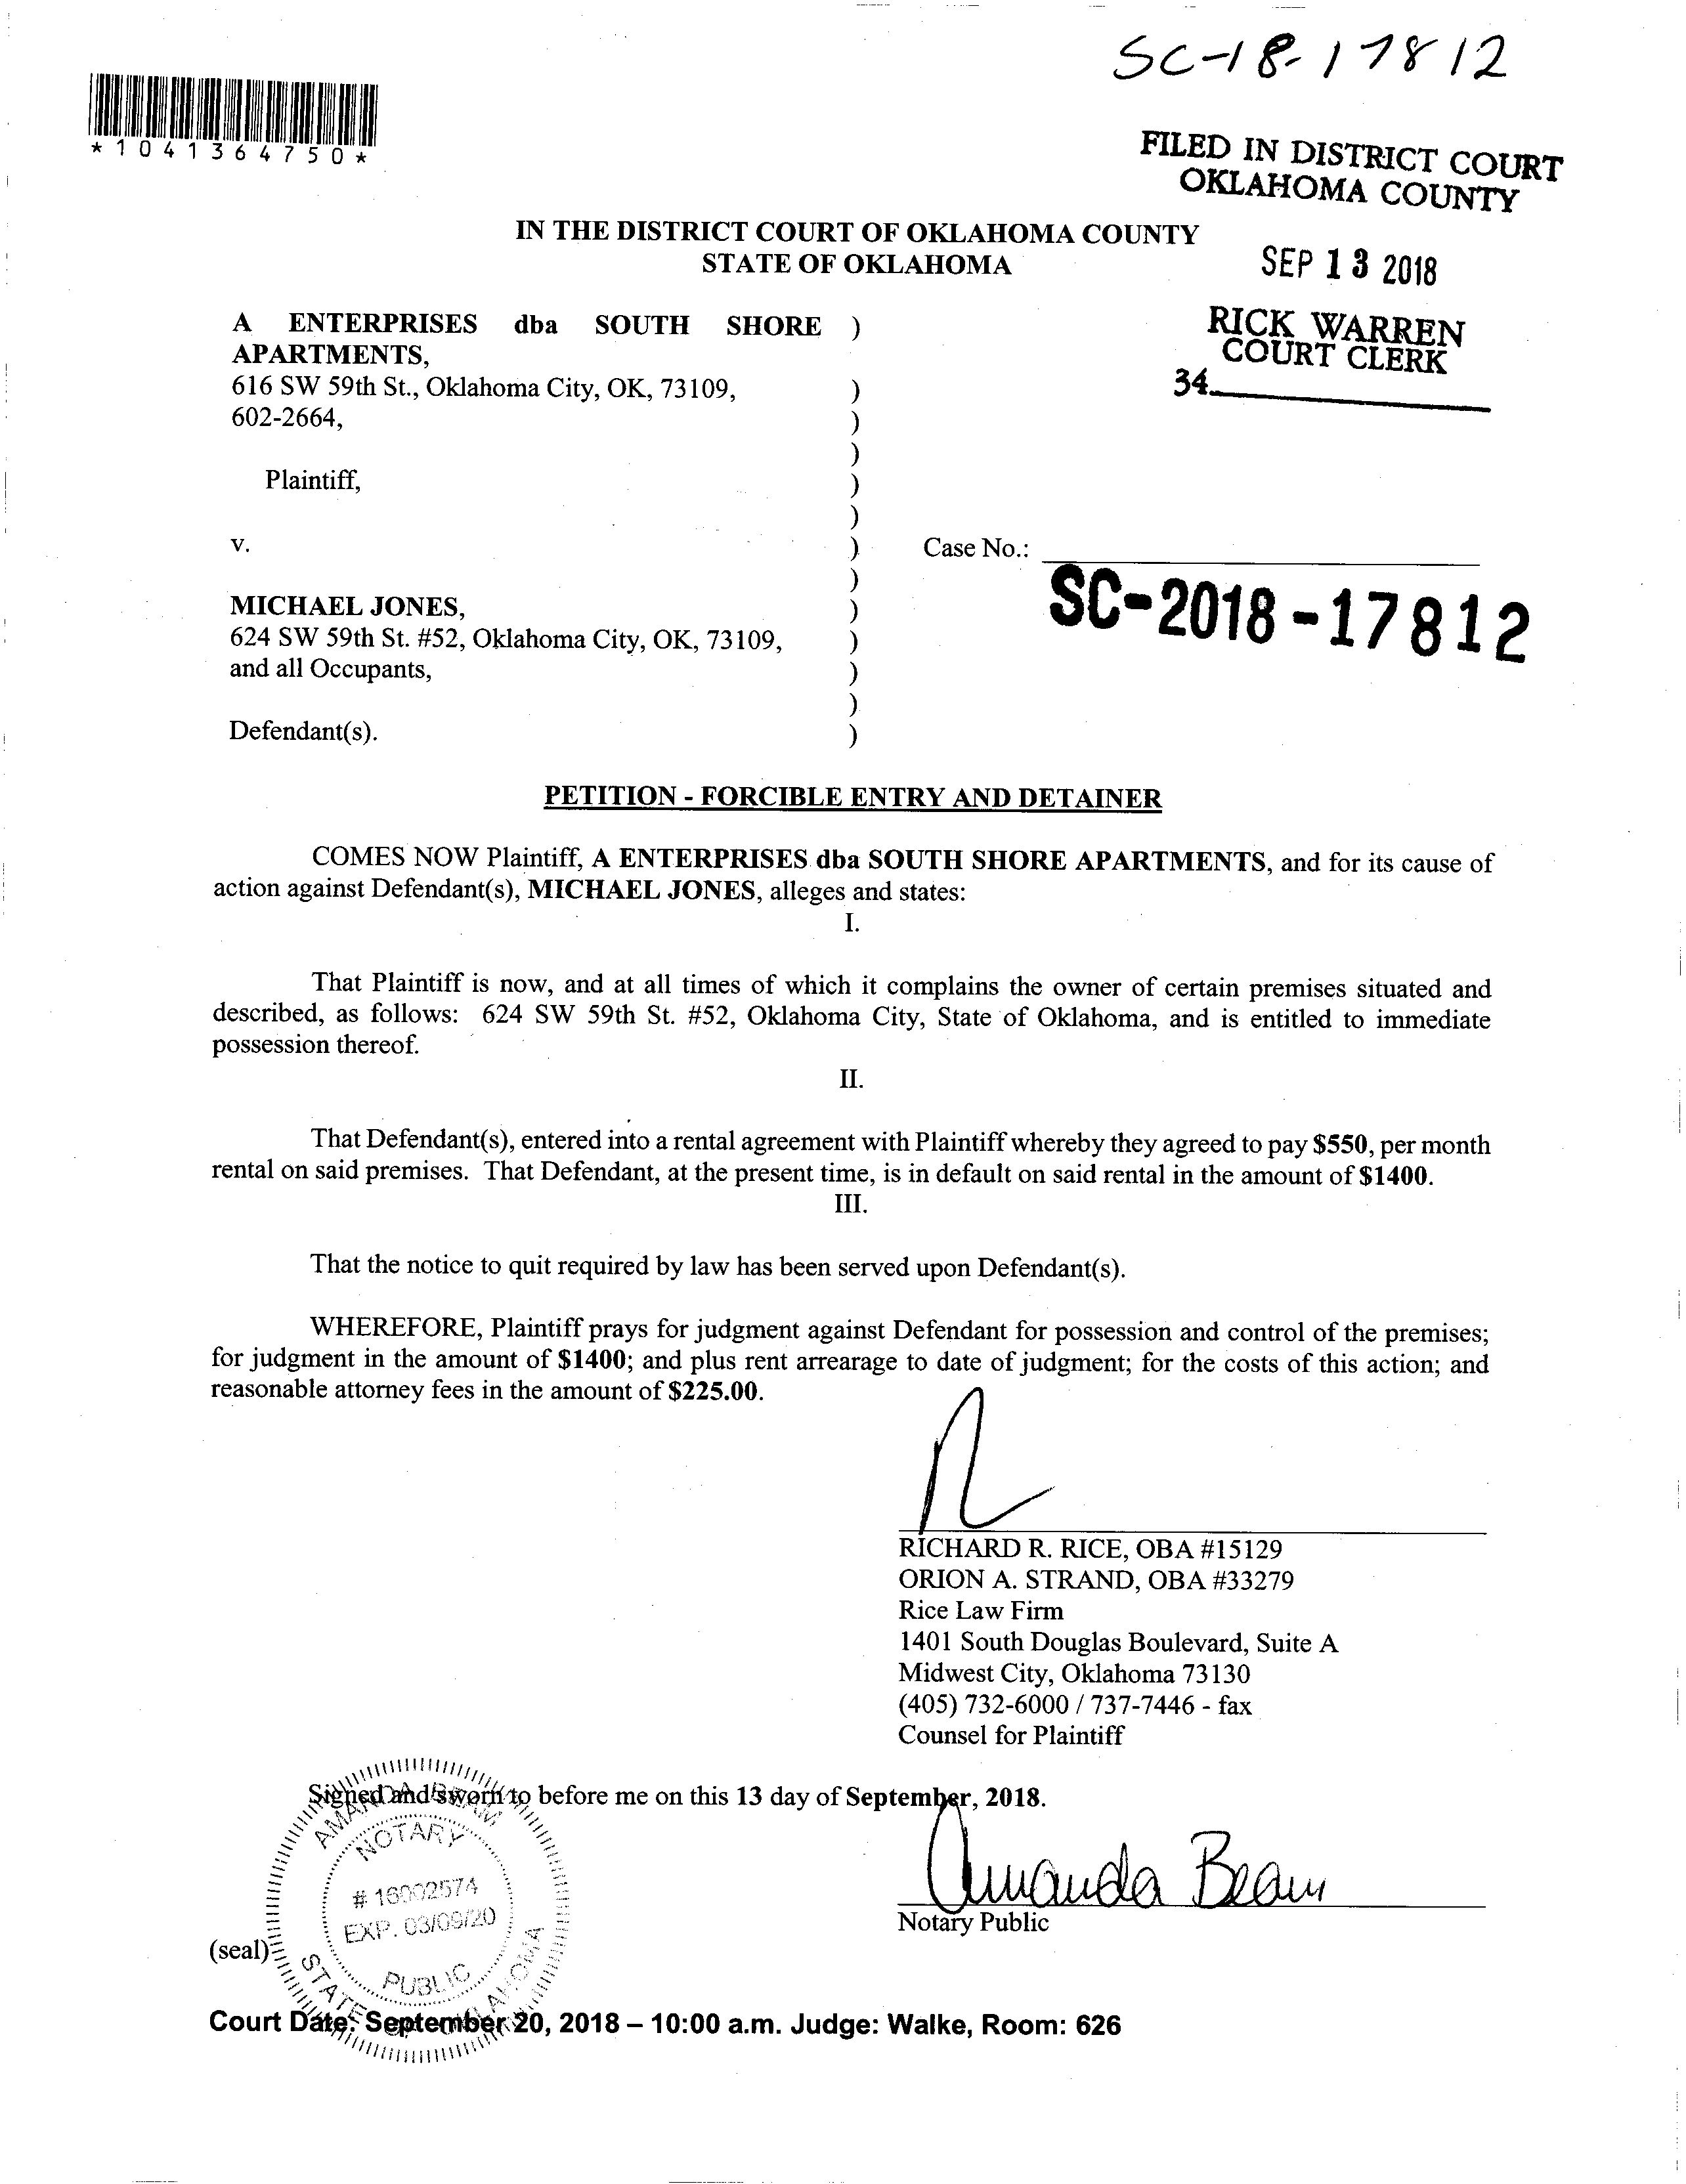 SC-18-17812
*1041364750*
FILED IN DISTRICT COURT
OKLAHOMA COUNTY
IN THE DISTRICT COURT OF OKLAHOMA COUNTY
STATE OF OKLAHOMA
SEP 13 2018
RICK WARREN
COURT CLERK
34
A ENTERPRISES dba SOUTH SHORE )
APARTMENTS,
616 SW 59th St., Oklahoma City, OK, 73109, )
602-2664, )
)
Plaintiff, )
)
v. ) Case No.:
)
SC-2018-17812
MICHAEL JONES, )
624 SW 59th St. #52, Oklahoma City, OK, 73109, )
and all Occupants, )
)
Defendant(s). )
PETITION - FORCIBLE ENTRY AND DETAINER
COMES NOW Plaintiff, A ENTERPRISES dba SOUTH SHORE APARTMENTS, and for its cause of
action against Defendant(s), MICHAEL JONES, alleges and states:
I.
That Plaintiff is now, and at all times of which it complains the owner of certain premises situated and
described, as follows: 624 SW 59th St. #52, Oklahoma City, State of Oklahoma, and is entitled to immediate
possession thereof.
II.
That Defendant(s), entered into a rental agreement with Plaintiff whereby they agreed to pay $550, per month
rental on said premises. That Defendant, at the present time, is in default on said rental in the amount of $1400.
III.
That the notice to quit required by law has been served upon Defendant(s).
WHEREFORE, Plaintiff prays for judgment against Defendant for possession and control of the premises;
for judgment in the amount of $1400; and plus rent arrearage to date of judgment; for the costs of this action; and
reasonable attorney fees in the amount of $225.00.
RICHARD R. RICE, OBA #15129
ORION A. STRAND, OBA #33279
Rice Law Firm
1401 South Douglas Boulevard, Suite A
Midwest City, Oklahoma 73130
(405) 732-6000 / 737-7446 - fax
Counsel for Plaintiff
Signed and sworn to before me on this 13 day of September, 2018.
AMANDA BEAM
NOTARY
# 16002574
EXP. 03/09/20
PUBLIC
STATE OF OKLAHOMA
Amanda Beam
Notary Public
(seal)
Court Date: September 20, 2018 – 10:00 a.m. Judge: Walke, Room: 626